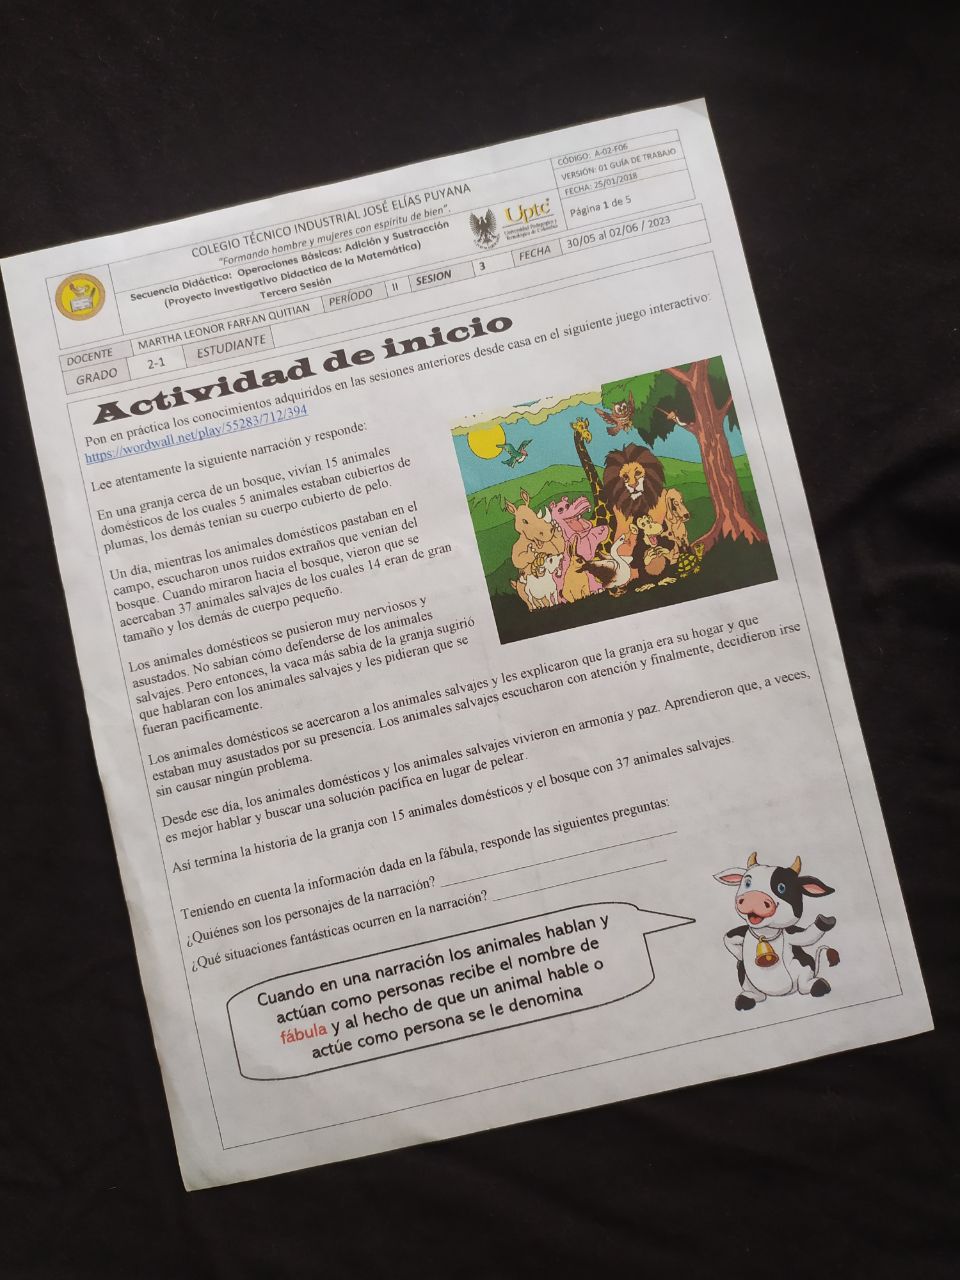 COLEGIO TÉCNICO INDUSTRIAL JOSÉ ELÍAS PUYANA
"Formando hombre y mujeres con espíritu de bien".
Secuencia Didáctica: Operaciones Básicas: Adición y Sustracción
(Proyecto Investigativo Didactica de la Matemática)
Tercera Sesión
Uptc
Universidad Pedagógica y
Tecnológica de Colombia
CÓDIGO: A-02-F06
VERSIÓN: 01 GUÍA DE TRABAJO
FECHA: 25/01/2018
Página 1 de 5
DOCENTE MARTHA LEONOR FARFAN QUITIAN PERÍODO II SESION 3 FECHA 30/05 al 02/06 / 2023
GRADO 2-1 ESTUDIANTE
Actividad de inicio
Pon en práctica los conocimientos adquiridos en las sesiones anteriores desde casa en el siguiente juego interactivo:
https://wordwall.net/play/55283/712/394
Lee atentamente la siguiente narración y responde:
En una granja cerca de un bosque, vivían 15 animales
domésticos de los cuales 5 animales estaban cubiertos de
plumas, los demás tenian su cuerpo cubierto de pelo.
Un día, mientras los animales domésticos pastaban en el
campo, escucharon unos ruidos extraños que venían del
bosque. Cuando miraron hacia el bosque, vieron que se
acercaban 37 animales salvajes de los cuales 14 eran de gran
tamaño y los demás de cuerpo pequeño.
Los animales domésticos se pusieron muy nerviosos y
asustados. No sabían cómo defenderse de los animales
salvajes. Pero entonces, la vaca más sabia de la granja sugirió
que hablaran con los animales salvajes y les pidieran que se
fueran pacíficamente.
Los animales domésticos se acercaron a los animales salvajes y les explicaron que la granja era su hogar y que
estaban muy asustados por su presencia. Los animales salvajes escucharon con atención y finalmente, decidieron irse
sin causar ningún problema.
Desde ese día, los animales domésticos y los animales salvajes vivieron en armonía y paz. Aprendieron que, a veces,
es mejor hablar y buscar una solución pacífica en lugar de pelear.
Así termina la historia de la granja con 15 animales domésticos y el bosque con 37 animales salvajes.
Teniendo en cuenta la información dada en la fábula, responde las siguientes preguntas:
¿Quiénes son los personajes de la narración?
¿Qué situaciones fantásticas ocurren en la narración?
Cuando en una narración los animales hablan y
actúan como personas recibe el nombre de
fábula y al hecho de que un animal hable o
actúe como persona se le denomina